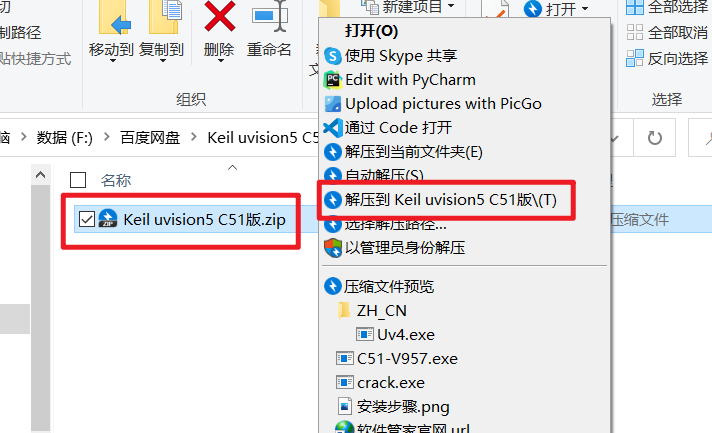 切
新建项目
打开
全部选择
制路径
贴快捷方式
移动到 复制到 删除 重命名
全部取消
反向选择
文
组织
选择
脑 > 数据 (F:) > 百度网盘 > Keil uvision5 C5
名称
Keil uvision5 C51版.zip
压缩文件
打开(O)
使用 Skype 共享
Edit with PyCharm
Upload pictures with PicGo
通过 Code 打开
解压到当前文件夹(E)
自动解压(S)
解压到 Keil uvision5 C51版\(T)
选择解压路径...
以管理员身份解压
压缩文件预览
ZH_CN
Uv4.exe
C51-V957.exe
crack.exe
安装步骤.png
软件管家官网.url